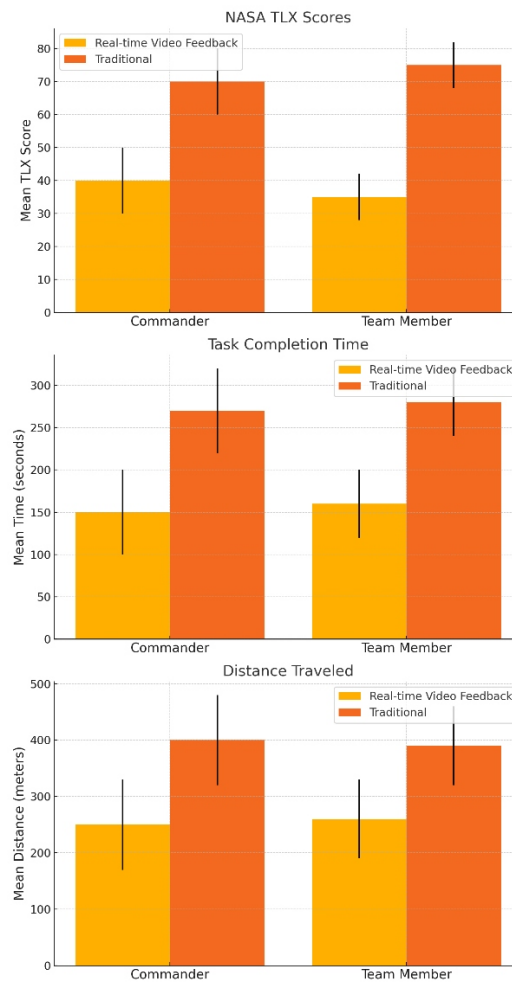 NASA TLX Scores
Real-time Video Feedback
Traditional
Mean TLX Score
80
70
60
50
40
30
20
10
0
Commander
Team Member
Task Completion Time
Real-time Video Feedback
Traditional
Mean Time (seconds)
300
250
200
150
100
50
0
Commander
Team Member
Distance Traveled
Real-time Video Feedback
Traditional
Mean Distance (meters)
500
400
300
200
100
0
Commander
Team Member